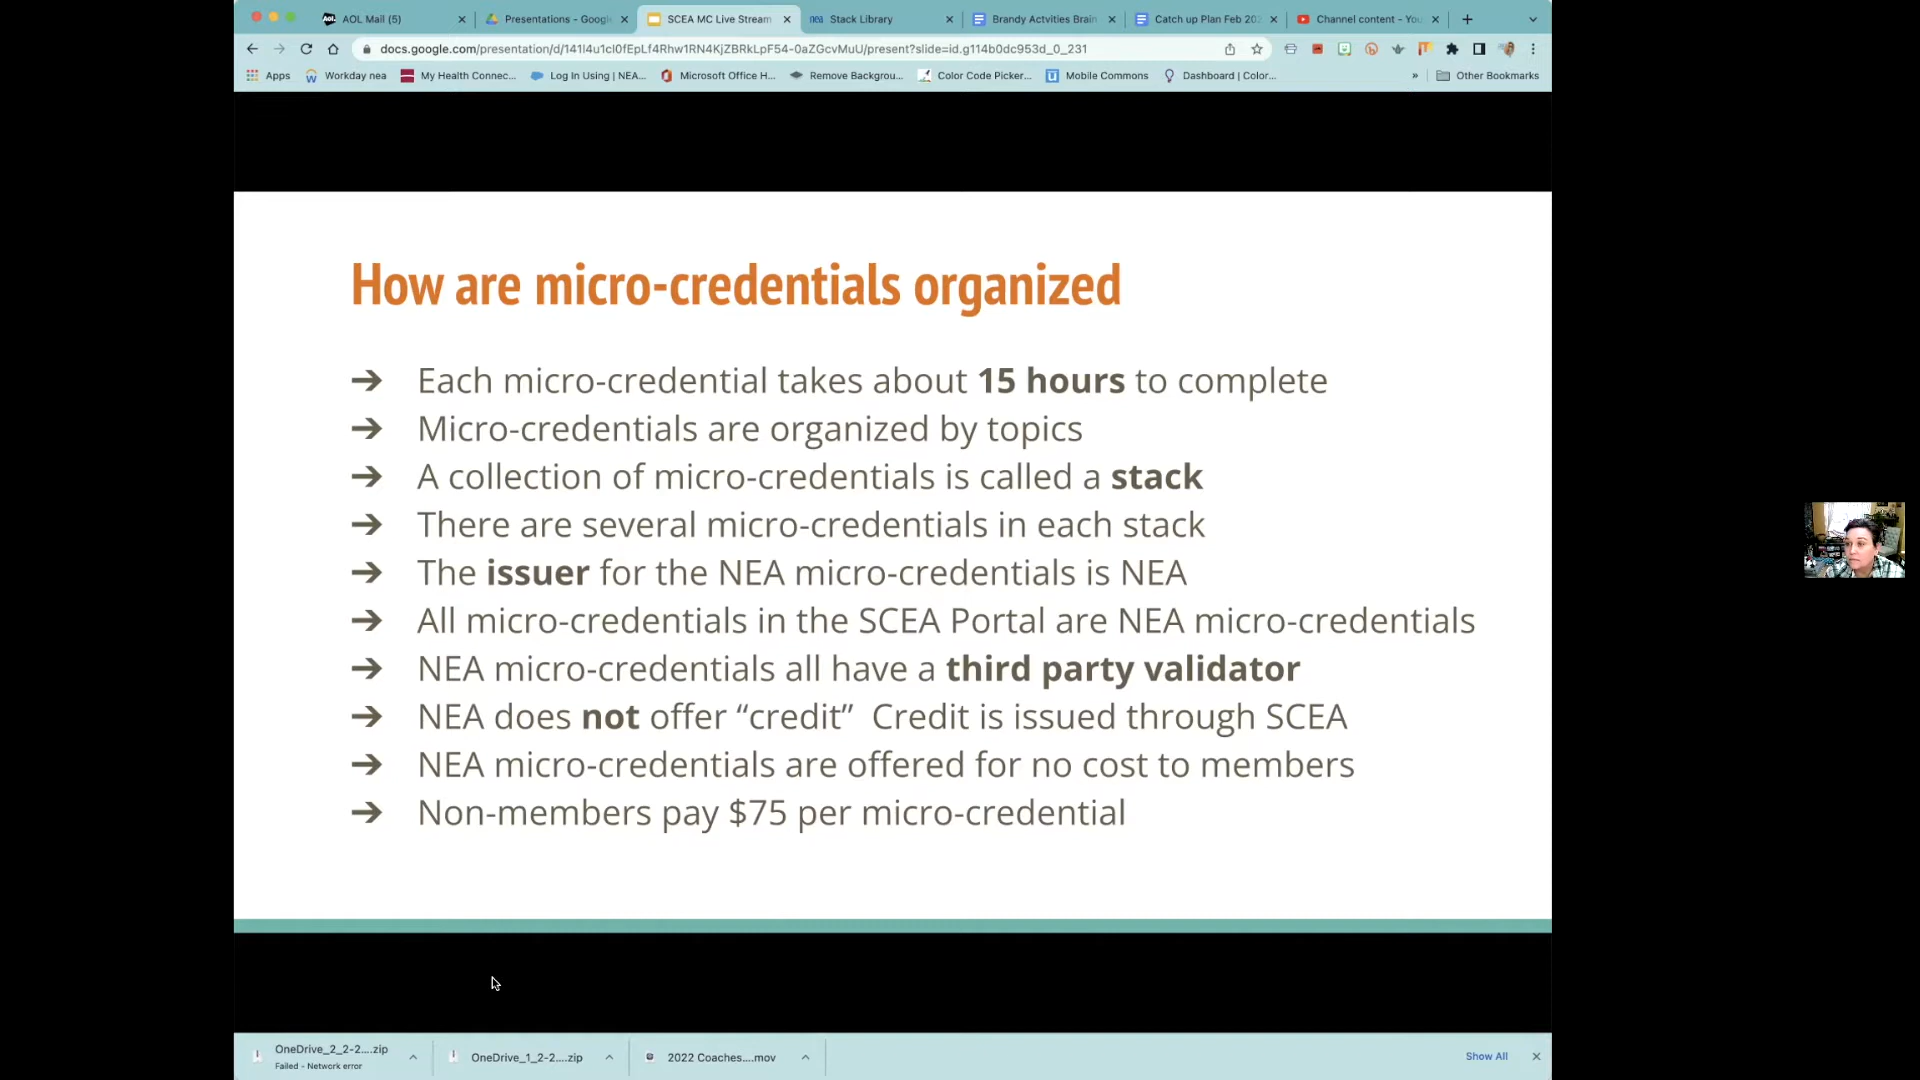 AOL Mail (5)
Presentations - Googl
SCEA MC Live Stream
nea Stack Library
Brandy Actvities Brain
Catch up Plan Feb 202
Channel content - You
docs.google.com/presentation/d/141l4u1cl0fEpLf4Rhw1RN4KjZBRkLpF54-0aZGcvMuU/present?slide=id.g114b0dc953d_0_231
Apps
Workday nea
My Health Connec...
Log In Using | NEA...
Microsoft Office H...
Remove Backgrou...
Color Code Picker...
Mobile Commons
Dashboard | Color...
»
Other Bookmarks
How are micro-credentials organized
➔ Each micro-credential takes about 15 hours to complete
➔ Micro-credentials are organized by topics
➔ A collection of micro-credentials is called a stack
➔ There are several micro-credentials in each stack
➔ The issuer for the NEA micro-credentials is NEA
➔ All micro-credentials in the SCEA Portal are NEA micro-credentials
➔ NEA micro-credentials all have a third party validator
➔ NEA does not offer “credit”  Credit is issued through SCEA
➔ NEA micro-credentials are offered for no cost to members
➔ Non-members pay $75 per micro-credential
OneDrive_2_2-2....zip
Failed - Network error
OneDrive_1_2-2....zip
2022 Coaches....mov
Show All